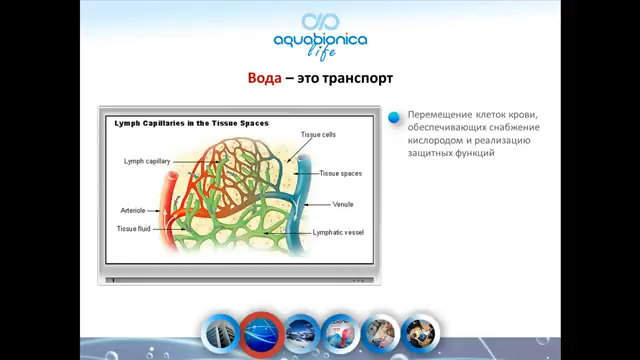 aquabionica
life
Вода – это транспорт
Lymph Capillaries in the Tissue Spaces
Tissue cells
Lymph capillary
Tissue spaces
Arteriole
Venule
Tissue fluid
Lymphatic vessel
Перемещение клеток крови,
обеспечивающих снабжение
кислородом и реализацию
защитных функций